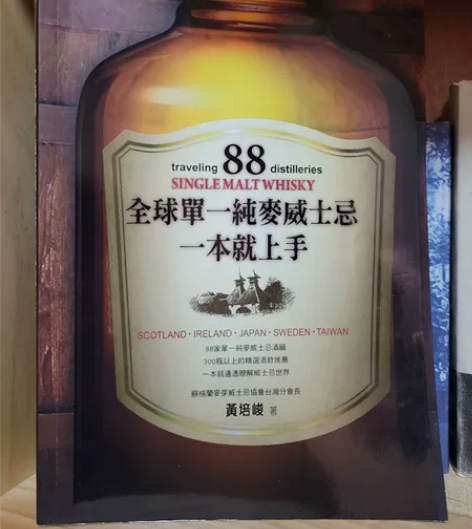 traveling 88 distilleries
SINGLE MALT WHISKY
全球單一純麥威士忌
一本就上手
SCOTLAND · IRELAND · JAPAN · SWEDEN · TAIWAN
88家單一純麥威士忌酒廠
300瓶以上的精選酒款推薦
一本就通透瞭解威士忌世界
蘇格蘭麥芽威士忌協會台灣分會長
黃培峻 著